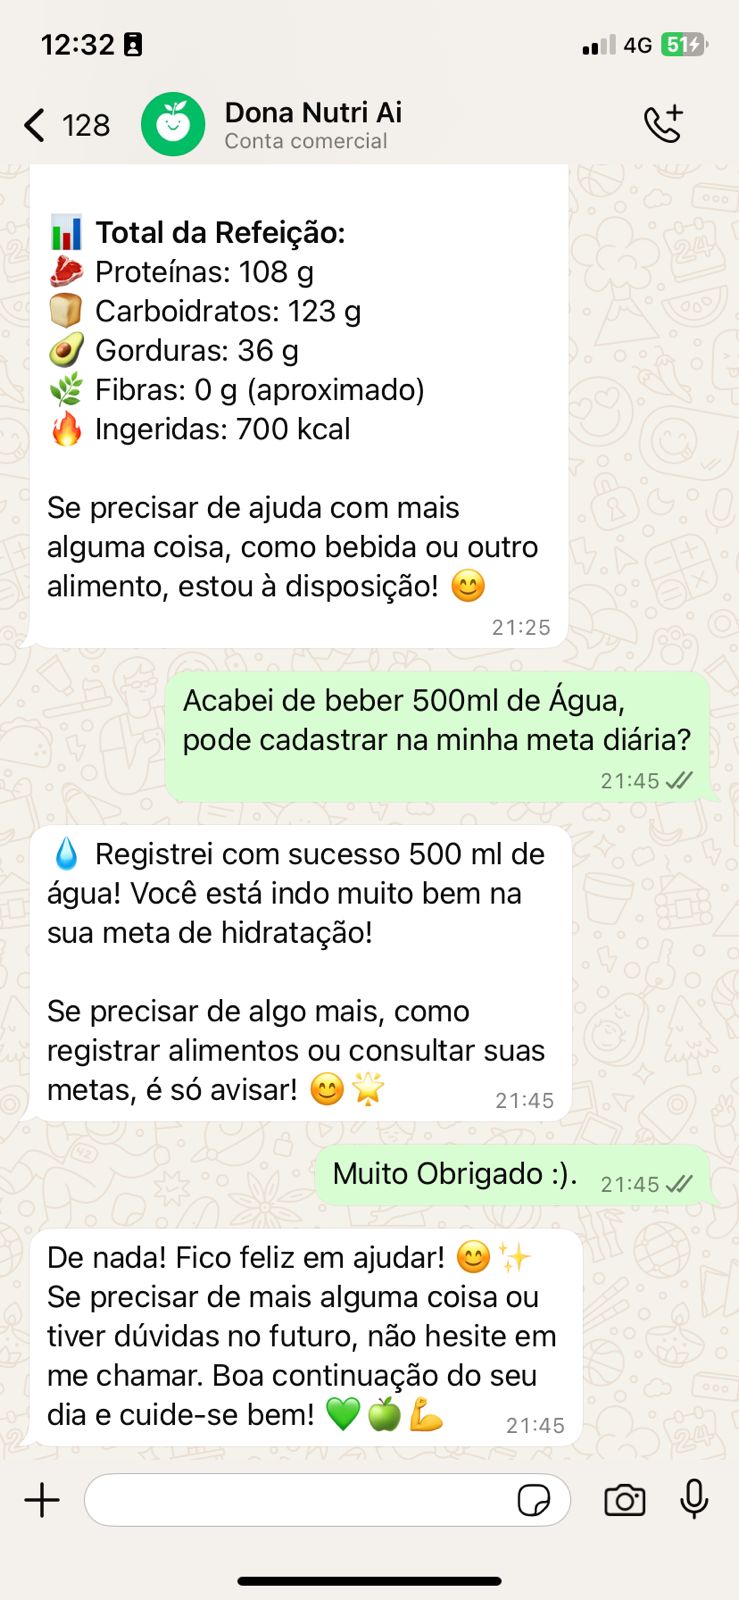 12:32
4G
51
128
Dona Nutri Ai
Conta comercial
Total da Refeição:
Proteínas: 108 g
Carboidratos: 123 g
Gorduras: 36 g
Fibras: 0 g (aproximado)
Ingeridas: 700 kcal
Se precisar de ajuda com mais
alguma coisa, como bebida ou outro
alimento, estou à disposição! 😊
21:25
Acabei de beber 500ml de Água,
pode cadastrar na minha meta diária?
21:45
💧 Registrei com sucesso 500 ml de
água! Você está indo muito bem na
sua meta de hidratação!
Se precisar de algo mais, como
registrar alimentos ou consultar suas
metas, é só avisar! 😊🌟
21:45
Muito Obrigado :).
21:45
De nada! Fico feliz em ajudar! 😊✨
Se precisar de mais alguma coisa ou
tiver dúvidas no futuro, não hesite em
me chamar. Boa continuação do seu
dia e cuide-se bem! 💚🍏💪
21:45